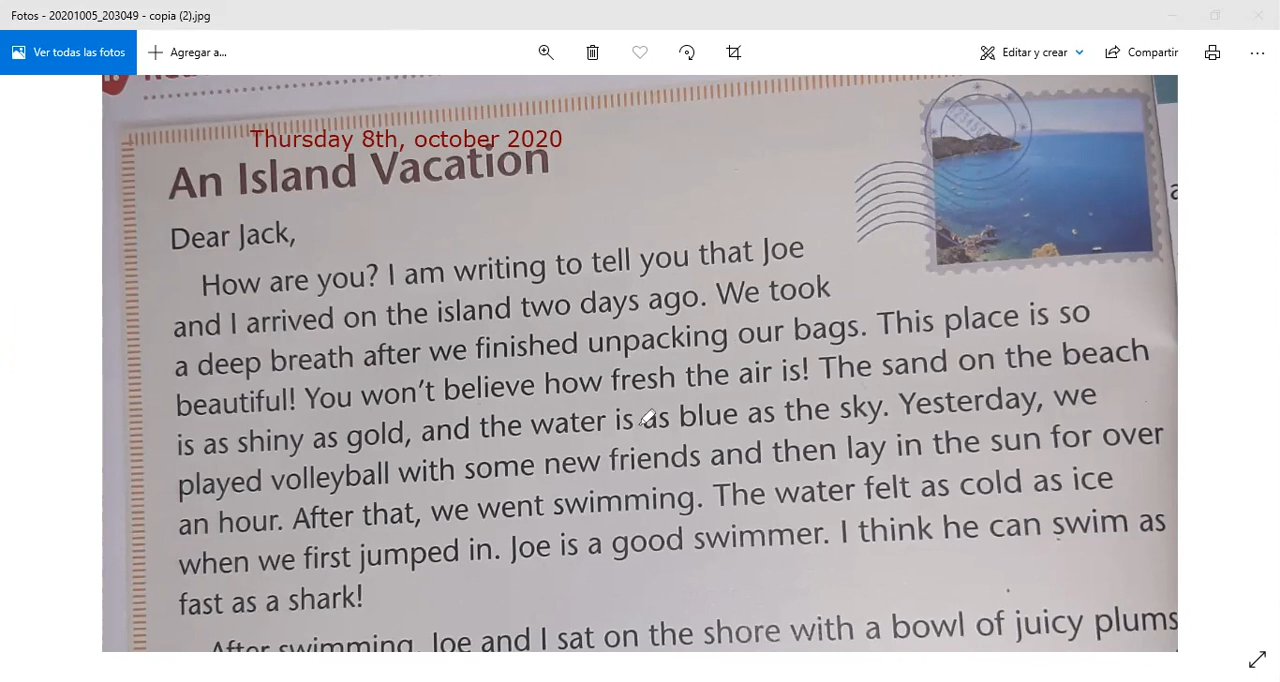 Fotos - 20201005_203049 - copia (2).jpg
Ver todas las fotos
Agregar a...
Editar y crear
Compartir
Thursday 8th, october 2020
An Island Vacation
Dear Jack,
How are you? I am writing to tell you that Joe
and I arrived on the island two days ago. We took
a deep breath after we finished unpacking our bags. This place is so
beautiful! You won't believe how fresh the air is! The sand on the beach
is as shiny as gold, and the water is as blue as the sky. Yesterday, we
played volleyball with some new friends and then lay in the sun for over
an hour. After that, we went swimming. The water felt as cold as ice
when we first jumped in. Joe is a good swimmer. I think he can swim as
fast as a shark!
After swimming, Joe and I sat on the shore with a bowl of juicy plums